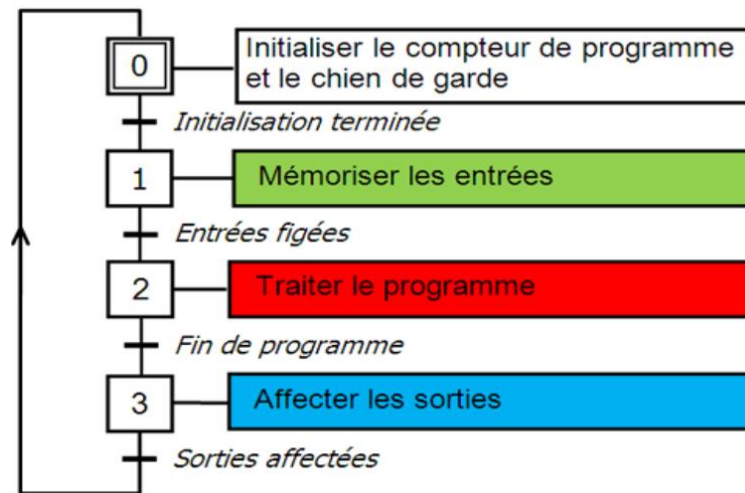 0
Initialiser le compteur de programme
et le chien de garde
Initialisation terminée
1
Mémoriser les entrées
Entrées figées
2
Traiter le programme
Fin de programme
3
Affecter les sorties
Sorties affectées